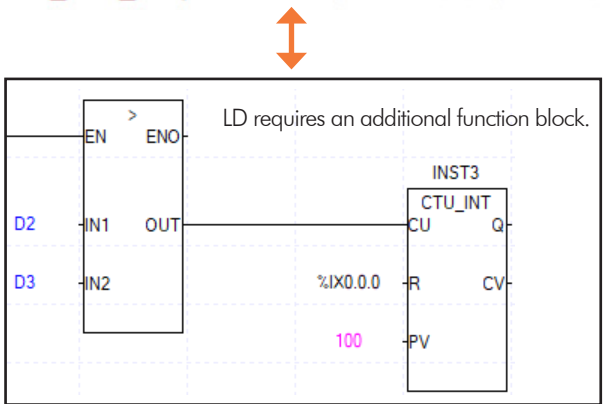 LD requires an additional function block.
>
EN ENO
INST3
CTU_INT
D2 IN1 OUT CU Q
D3 IN2 %IX0.0.0 R CV
100 PV